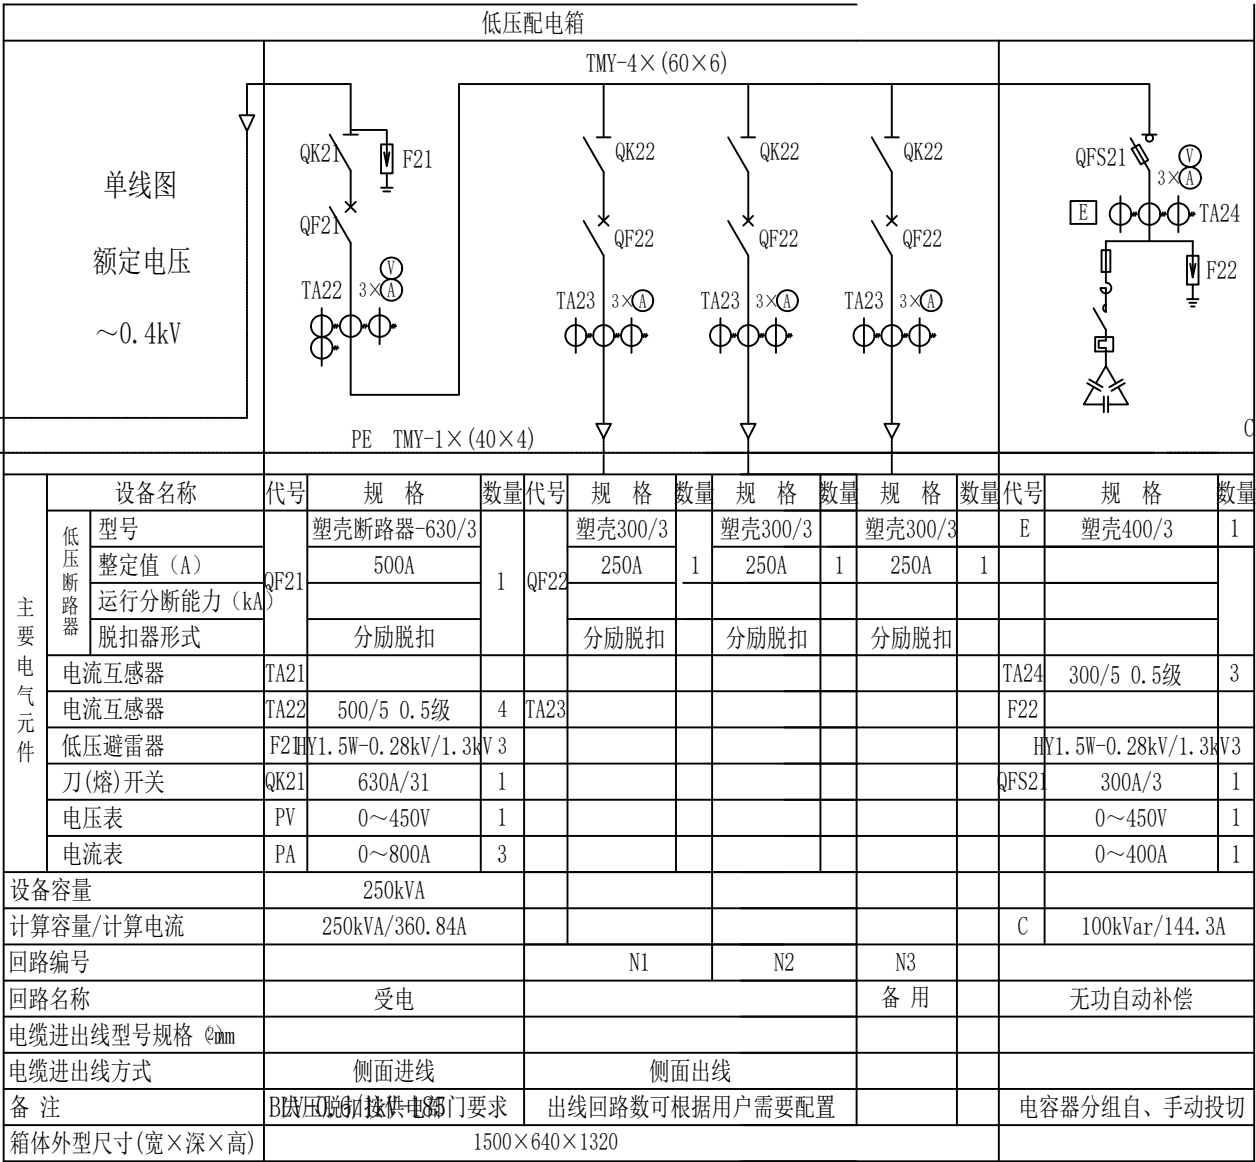 低压配电箱
TMY-4×(60×6)
单线图
额定电压
～0.4kV
QK21
F21
QF21
V
TA22 3×A
QK22
QF22
TA23 3×A
QK22
QF22
TA23 3×A
QK22
QF22
TA23 3×A
QFS21
V
3×A
E
TA24
F22
C
PE TMY-1×(40×4)
设备名称 代号 规 格 数量 代号 规 格 数量 规 格 数量 规 格 数量 代号 规 格 数量
主要电气元件
低压断路器
型号 塑壳断路器-630/3 塑壳300/3 塑壳300/3 塑壳300/3 E 塑壳400/3 1
整定值（A） QF21 500A 1 QF22 250A 1 250A 1 250A 1
运行分断能力（kA）
脱扣器形式 分励脱扣 分励脱扣 分励脱扣 分励脱扣
电流互感器 TA21 TA24 300/5 0.5级 3
电流互感器 TA22 500/5 0.5级 4 TA23 F22
低压避雷器 F21 HY1.5W-0.28kV/1.3kV 3 HY1.5W-0.28kV/1.3kV 3
刀(熔)开关 QK21 630A/31 1 QFS21 300A/3 1
电压表 PV 0～450V 1 0～450V 1
电流表 PA 0～800A 3 0～400A 1
设备容量 250kVA
计算容量/计算电流 250kVA/360.84A C 100kVar/144.3A
回路编号 N1 N2 N3
回路名称 受电 备 用 无功自动补偿
电缆进出线型号规格
电缆进出线方式 侧面进线 侧面出线
备 注 门要求 出线回路数可根据用户需要配置 电容器分组自、手动投切
箱体外型尺寸(宽×深×高) 1500×640×1320